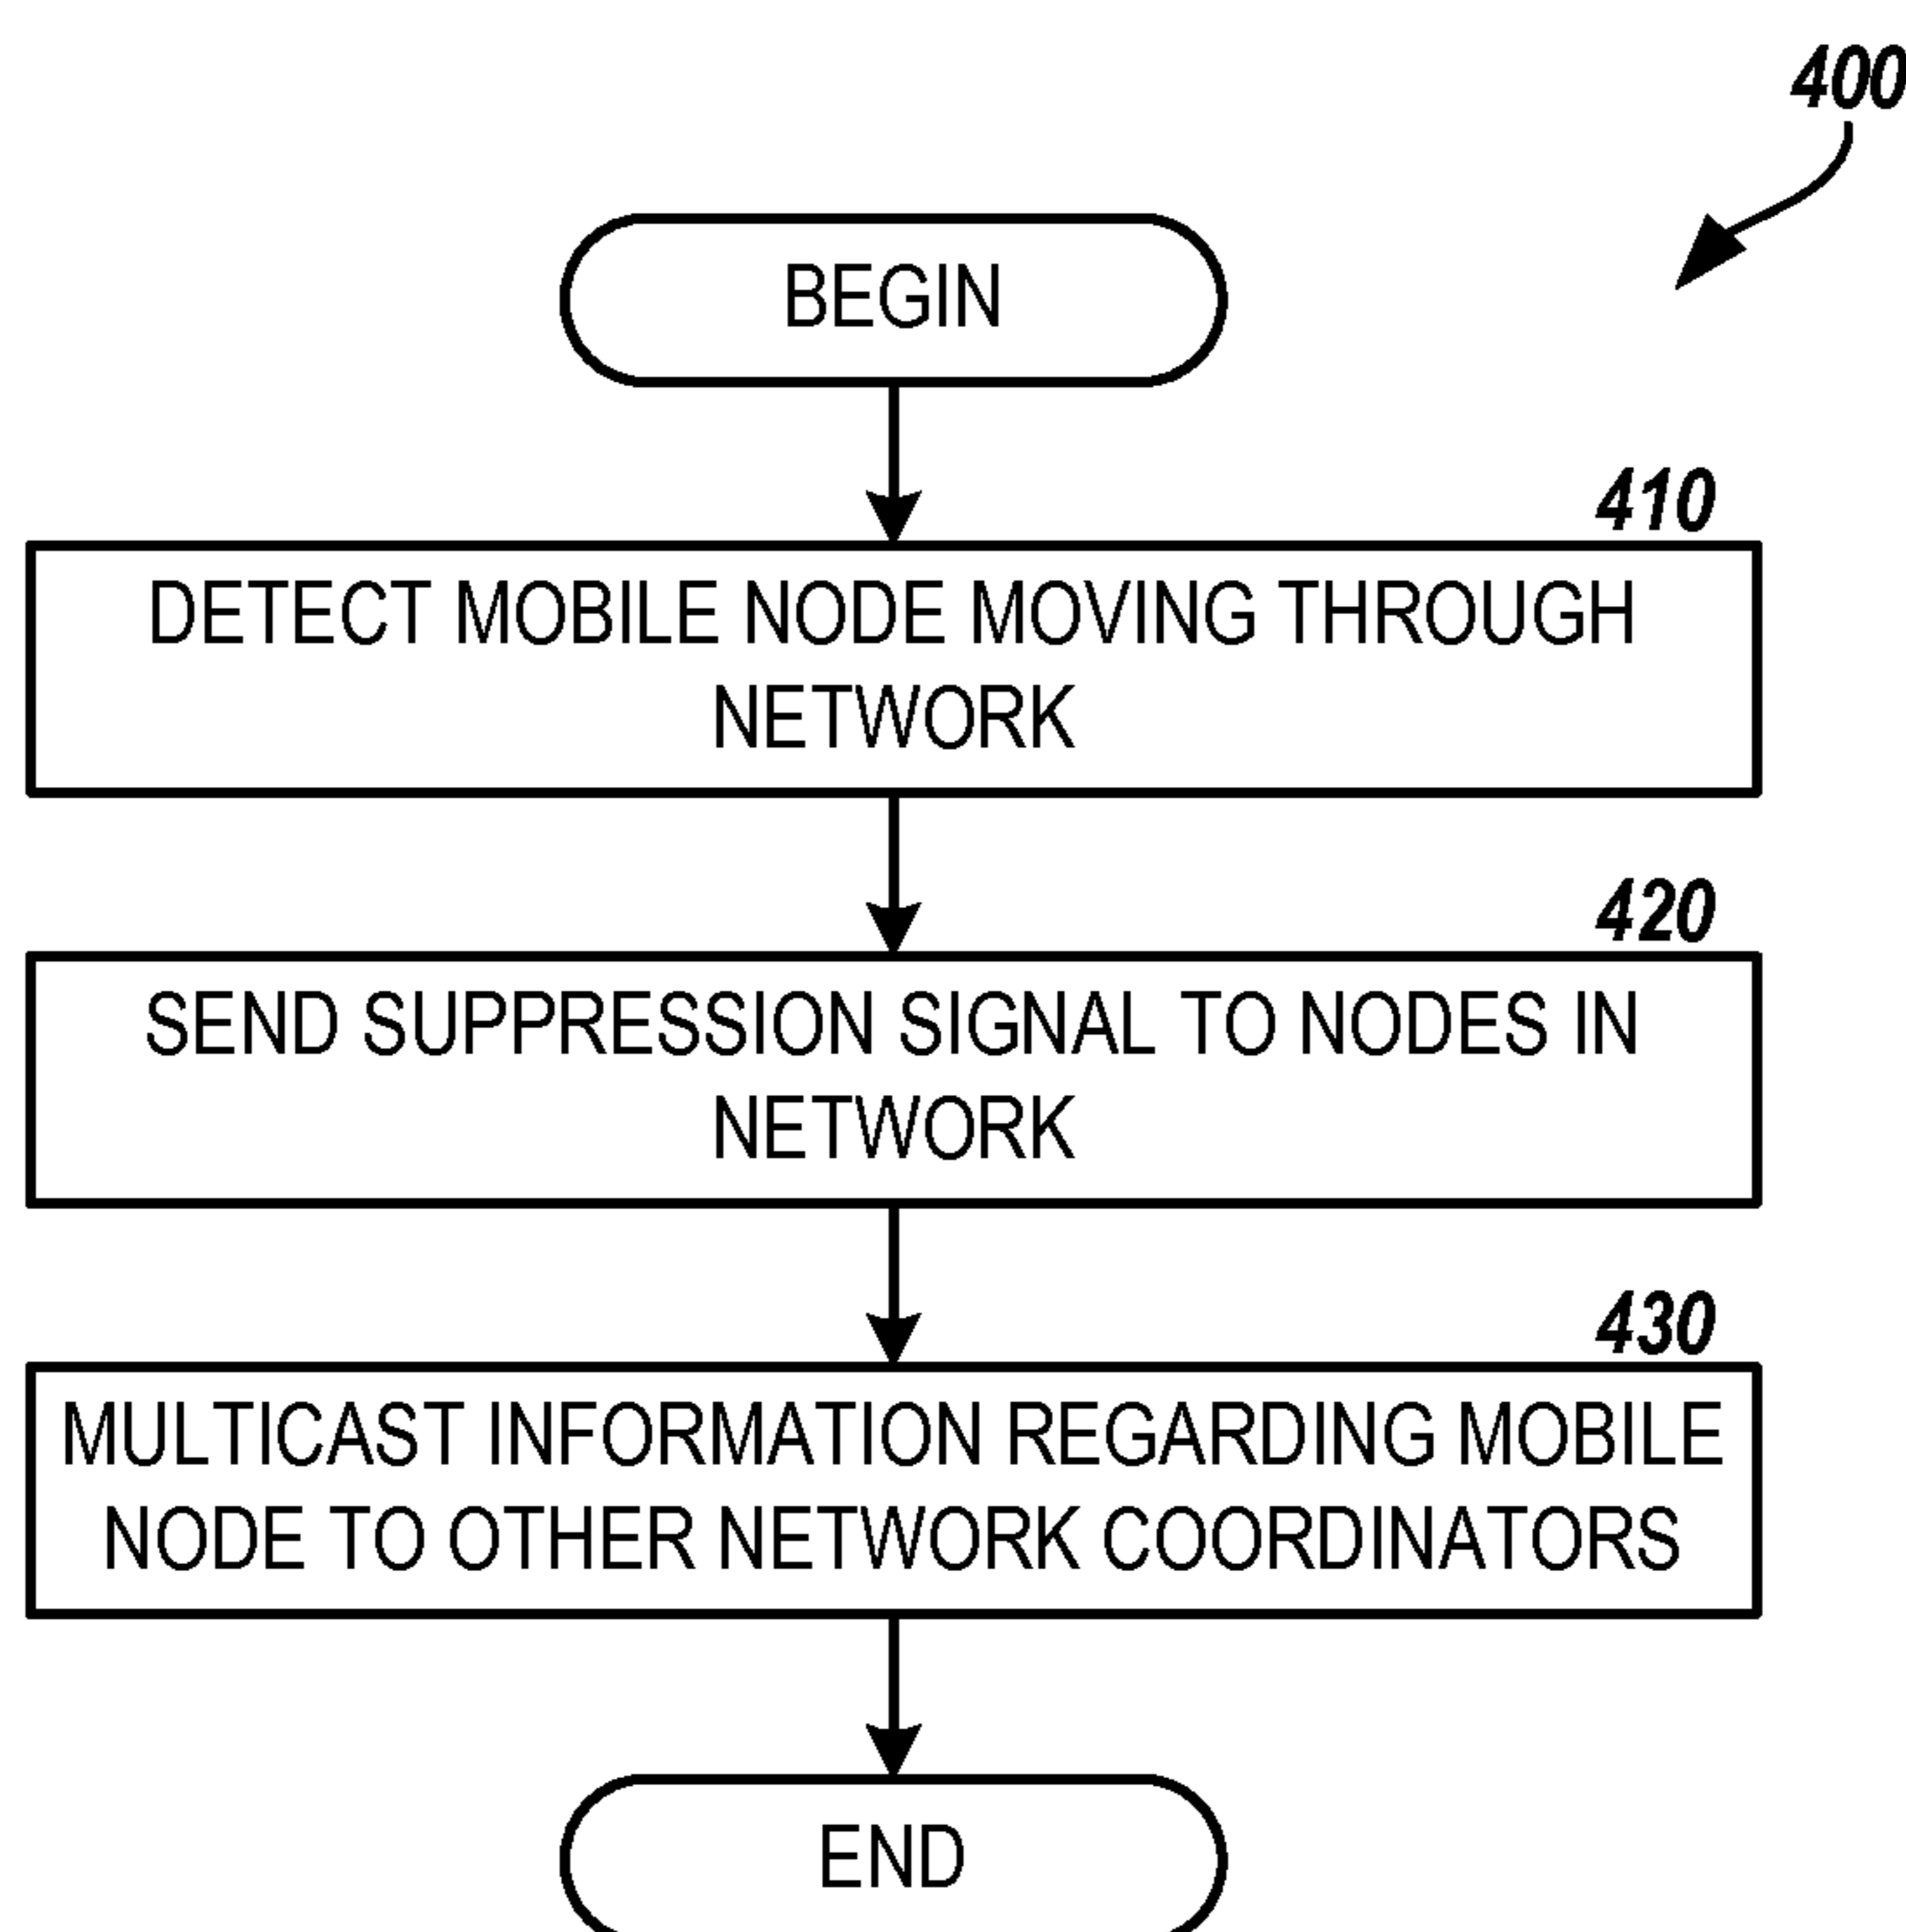 400
BEGIN
410
DETECT MOBILE NODE MOVING THROUGH
NETWORK
420
SEND SUPPRESSION SIGNAL TO NODES IN
NETWORK
430
MULTICAST INFORMATION REGARDING MOBILE
NODE TO OTHER NETWORK COORDINATORS
END